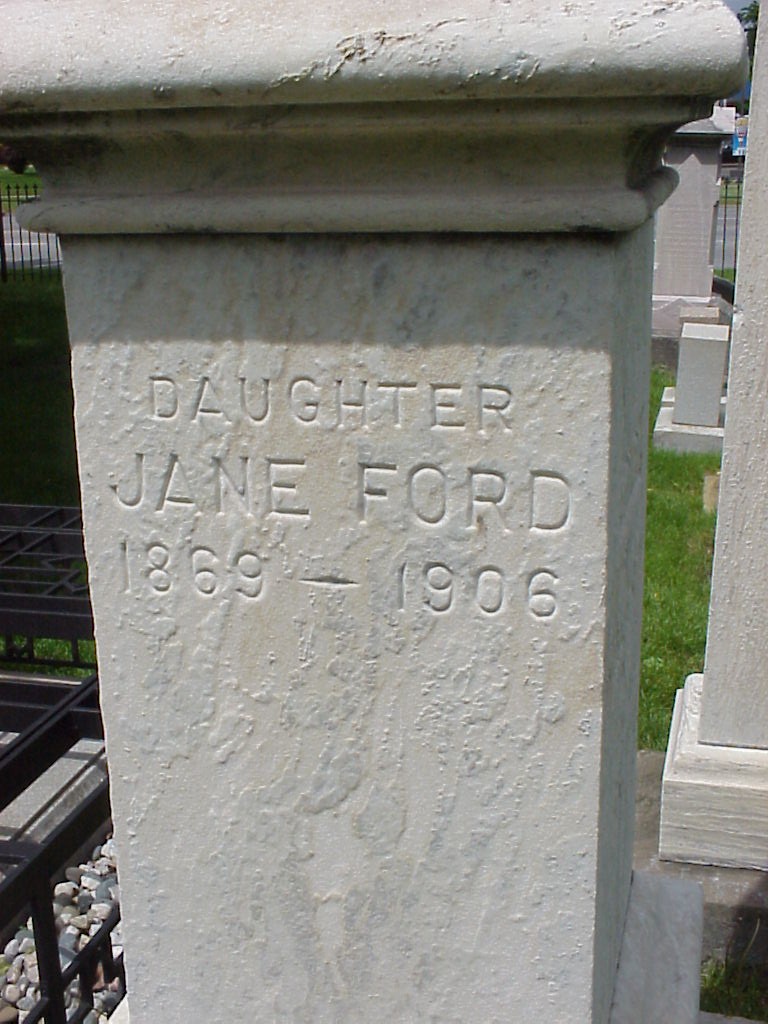 DAUGHTER
JANE FORD
1869 — 1906